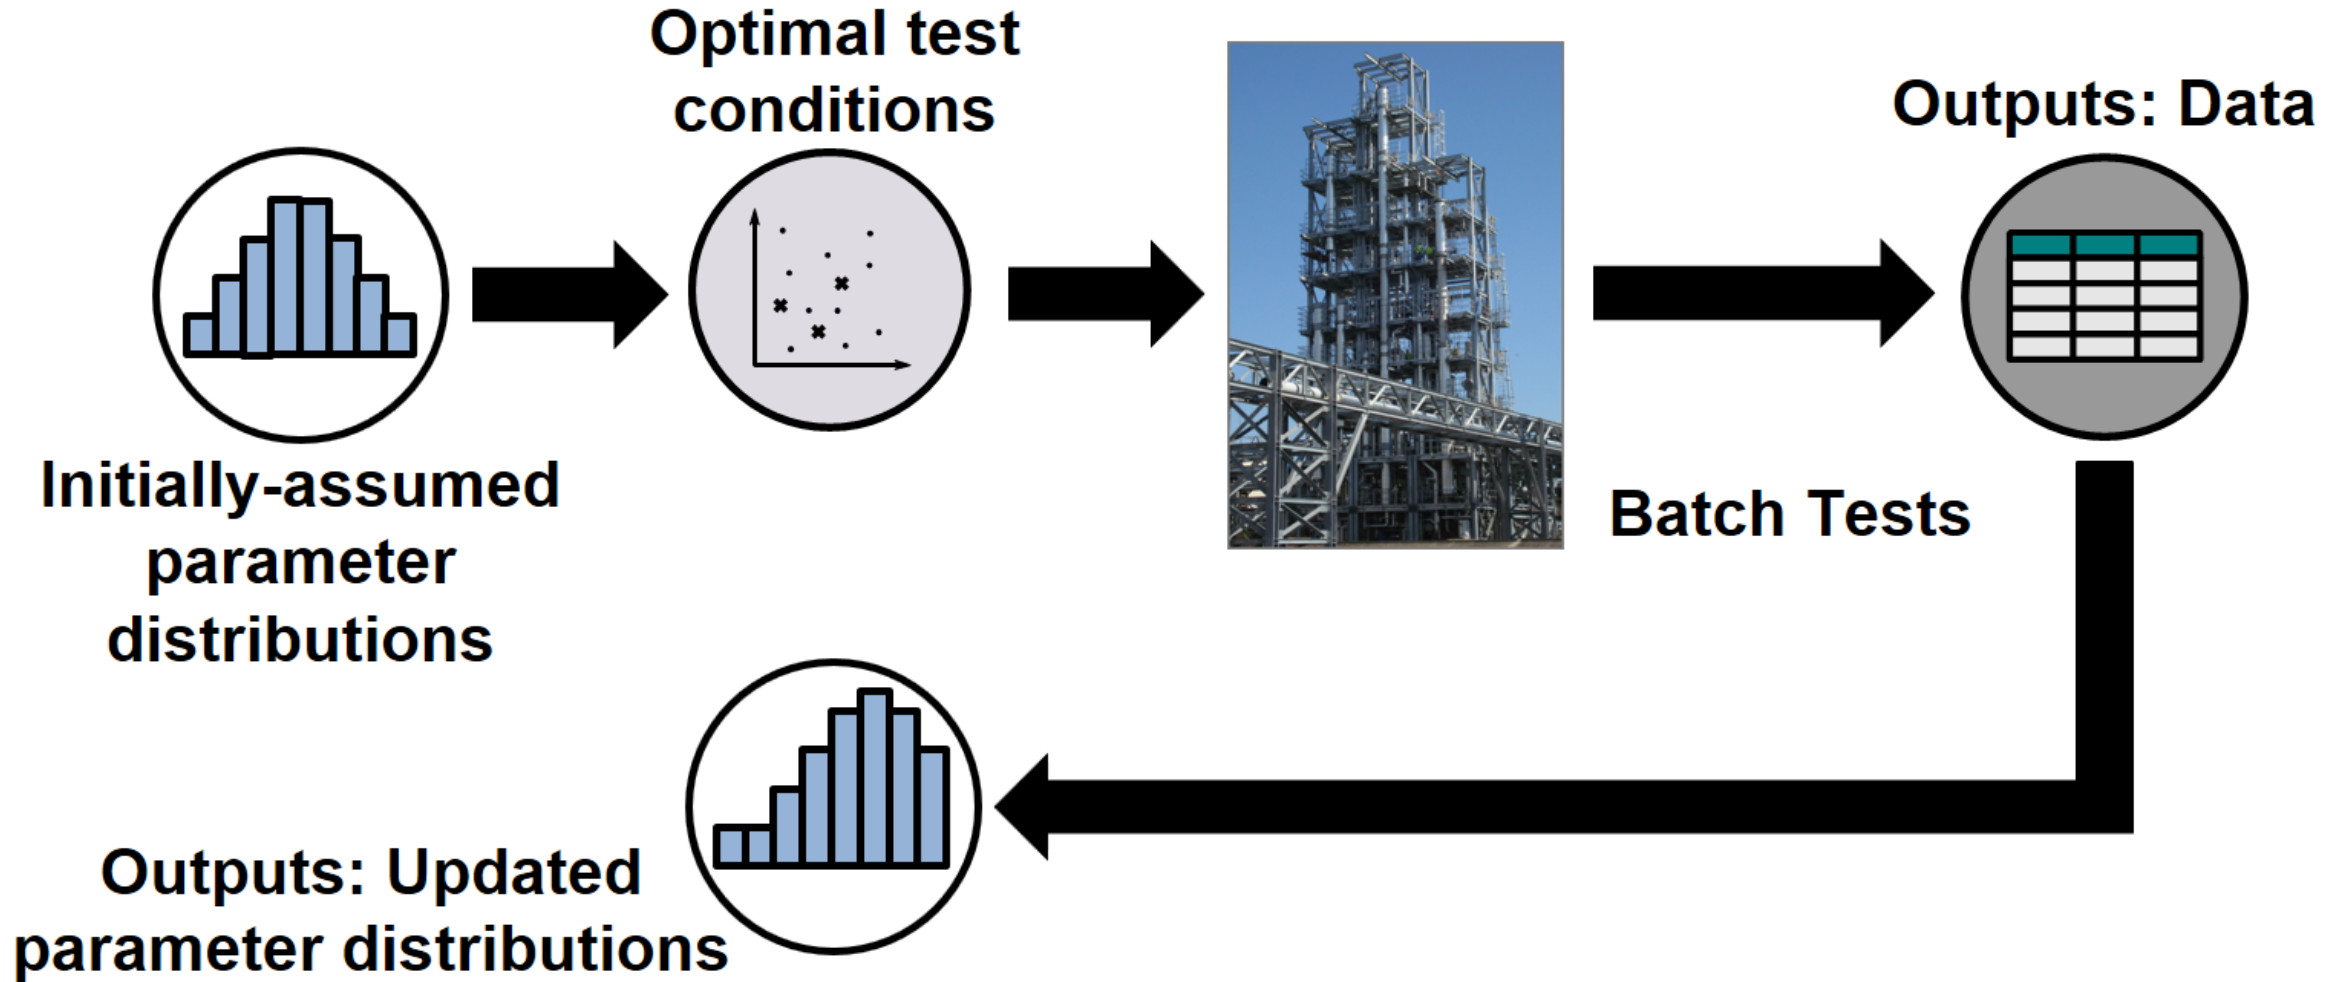 Optimal test
conditions
Outputs: Data
Initially-assumed
parameter
distributions
Batch Tests
Outputs: Updated
parameter distributions